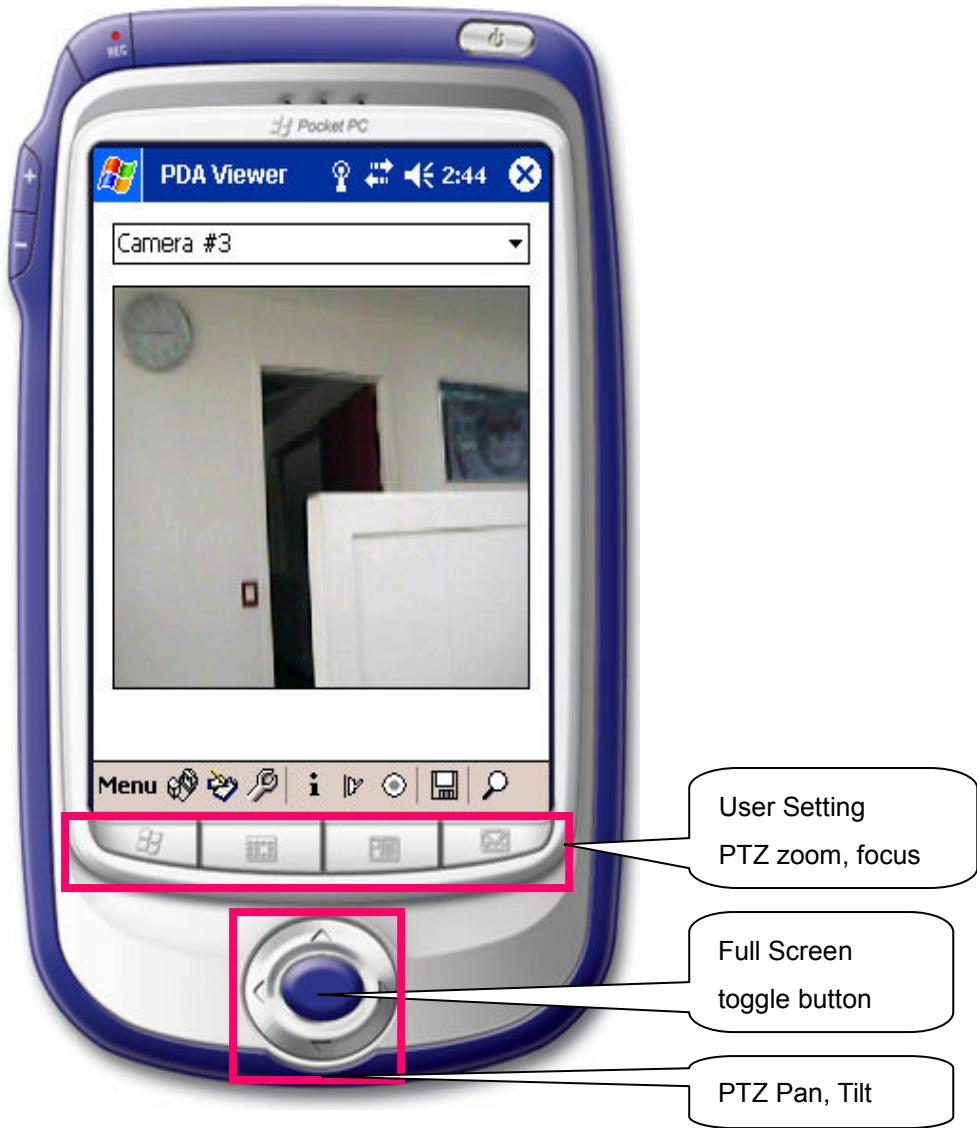 REC
Pocket PC
PDA Viewer 2:44
+
-
Camera #3
Menu
User Setting
PTZ zoom, focus
Full Screen
toggle button
PTZ Pan, Tilt